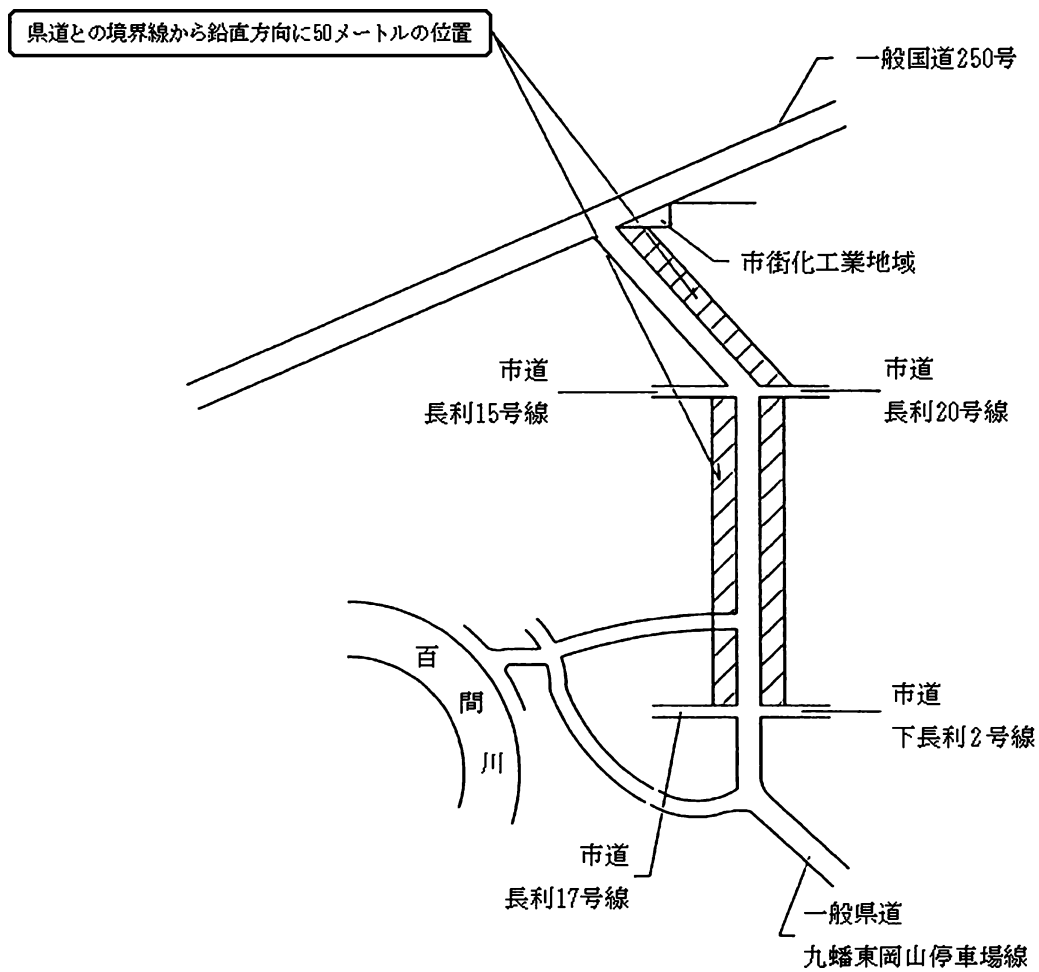 県道との境界線から鉛直方向に50メートルの位置
一般国道250号
市街化工業地域
市道
長利15号線
市道
長利20号線
百
間
川
市道
下長利2号線
市道
長利17号線
一般県道
九蟠東岡山停車場線